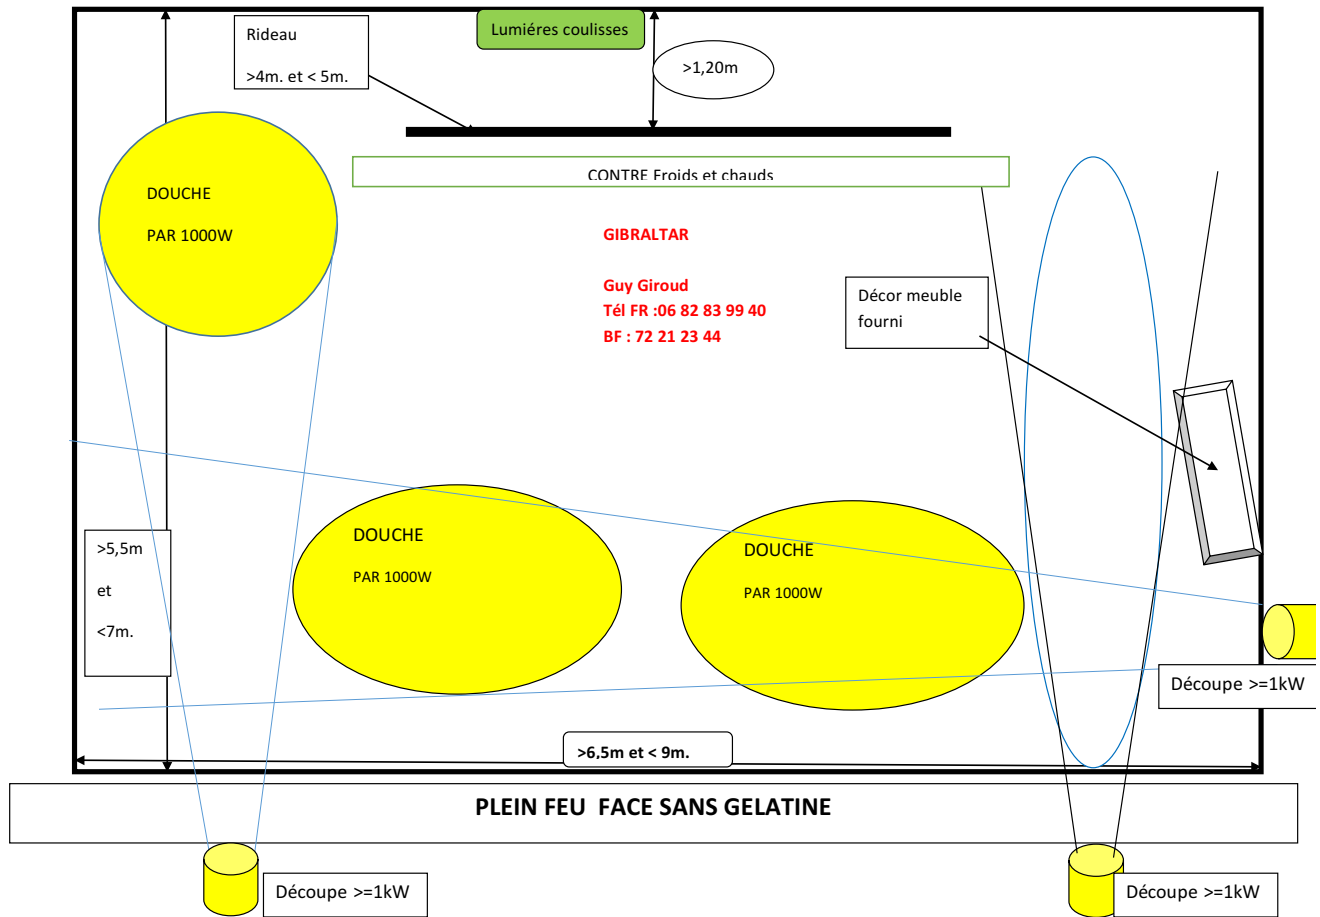 Lumiéres coulisses
Rideau
>4m. et < 5m.
>1,20m
CONTRE Froids et chauds
DOUCHE
PAR 1000W
GIBRALTAR
Guy Giroud
Tél FR :06 82 83 99 40
BF : 72 21 23 44
Décor meuble
fourni
DOUCHE
PAR 1000W
DOUCHE
PAR 1000W
>5,5m
et
<7m.
Découpe >=1kW
>6,5m et < 9m.
PLEIN FEU  FACE SANS GELATINE
Découpe >=1kW
Découpe >=1kW